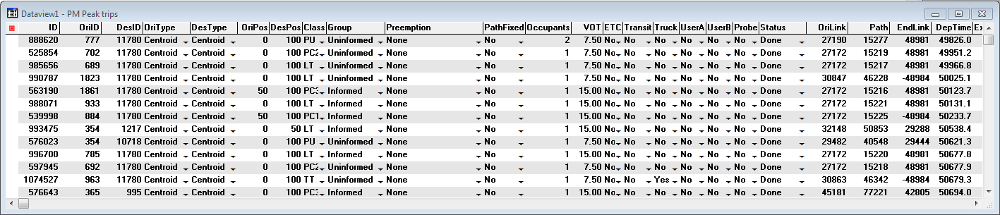 Dataview1 - PM Peak trips
ID OriID DesID OriType DesType OriPos DesPos Class Group Preemption PathFixed Occupants VOT ETC Transit Truck UserA UserB Probe Status OriLink Path EndLink DepTime Ex
888620 777 11780 Centroid Centroid 0 100 PU Uninformed None No 2 7.50 No No No No No No Done 27190 15277 48981 49826.0
525854 702 11780 Centroid Centroid 0 100 PC2 Uninformed None No 1 7.50 No No No No No No Done 27172 15219 48981 49951.2
985656 689 11780 Centroid Centroid 0 100 LT Uninformed None No 1 7.50 No No No No No No Done 27172 15217 48981 49966.8
990787 1823 11780 Centroid Centroid 0 100 LT Uninformed None No 1 7.50 No No No No No No Done 30847 46228 -48984 50025.1
563190 1861 11780 Centroid Centroid 50 100 PC3 Informed None No 1 15.00 No No No No No No Done 27172 15216 48981 50123.7
988071 933 11780 Centroid Centroid 0 100 LT Informed None No 1 15.00 No No No No No No Done 27172 15221 48981 50131.1
539998 884 11780 Centroid Centroid 50 100 PC1 Informed None No 1 15.00 No No No No No No Done 27172 15225 -48984 50233.7
993475 354 1217 Centroid Centroid 0 50 LT Informed None No 1 15.00 No No No No No No Done 32148 50853 29288 50538.4
576023 354 10718 Centroid Centroid 0 100 PU Uninformed None No 1 7.50 No No No No No No Done 29482 40548 29444 50621.3
996700 785 11780 Centroid Centroid 0 100 LT Informed None No 1 15.00 No No No No No No Done 27172 15220 48981 50677.8
597945 692 11780 Centroid Centroid 0 100 PC2 Uninformed None No 1 7.50 No No No No No No Done 27172 15218 48981 50677.9
1074527 963 11780 Centroid Centroid 0 100 TT Uninformed None No 1 7.50 No No Yes No No No Done 30863 46342 -48984 50679.3
576643 365 995 Centroid Centroid 0 100 PC3 Informed None No 1 15.00 No No No No No No Done 45181 77221 42805 50694.0